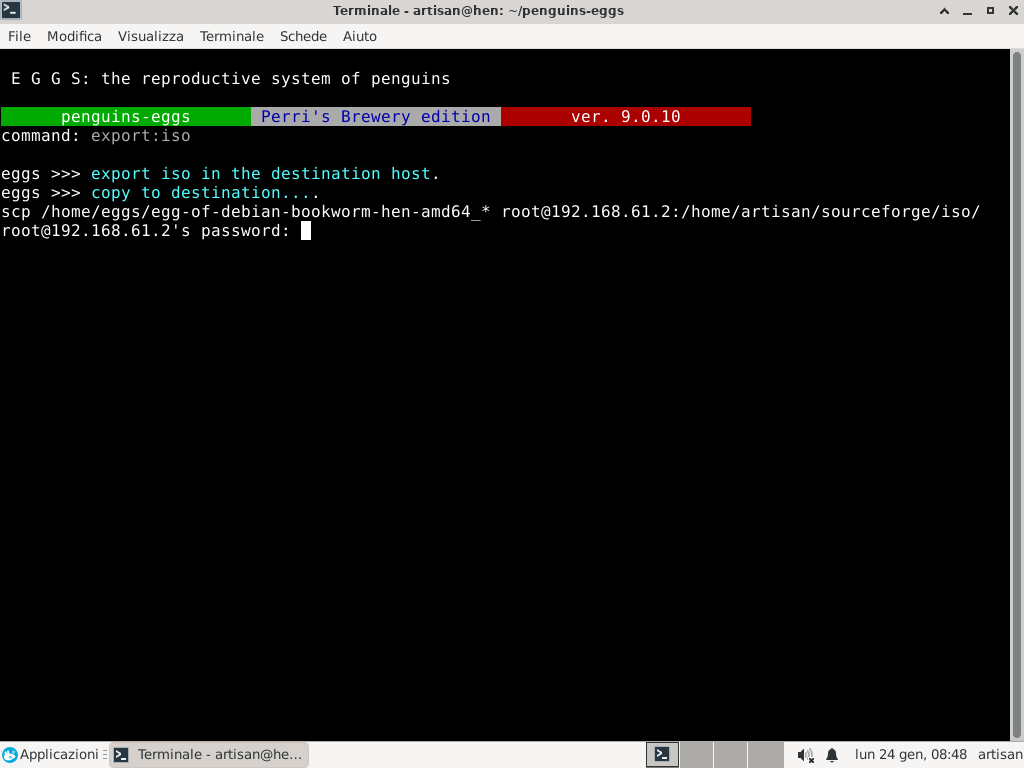 Terminale - artisan@hen: ~/penguins-eggs
File Modifica Visualizza Terminale Schede Aiuto
E G G S: the reproductive system of penguins
penguins-eggs Perri's Brewery edition ver. 9.0.10
command: export:iso
eggs >>> export iso in the destination host.
eggs >>> copy to destination....
scp /home/eggs/egg-of-debian-bookworm-hen-amd64_* root@192.168.61.2:/home/artisan/sourceforge/iso/
root@192.168.61.2's password:
Applicazioni Terminale - artisan@he... lun 24 gen, 08:48 artisan